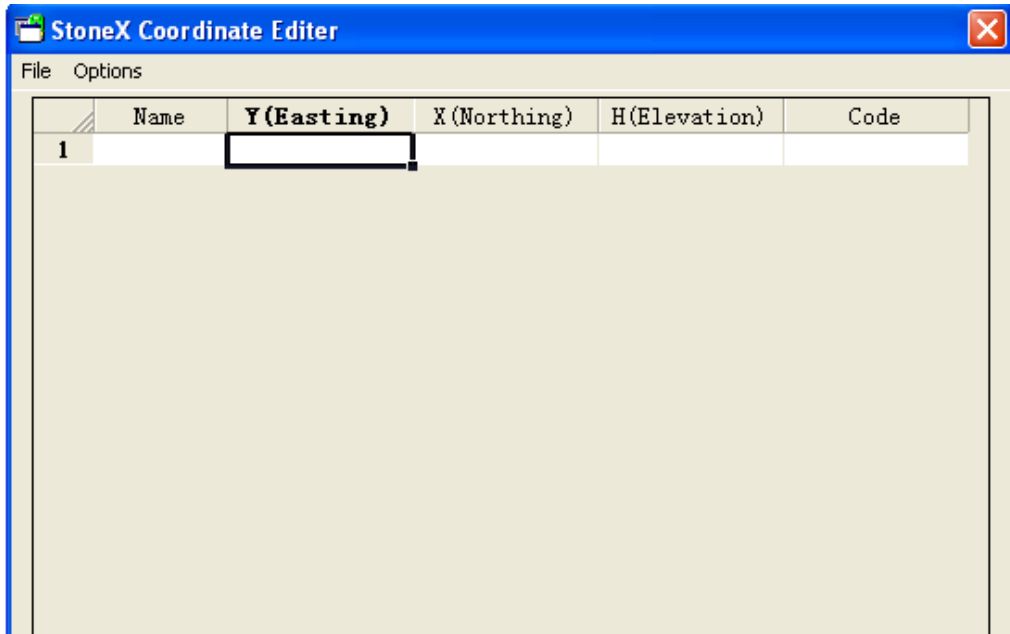 StoneX Coordinate Editer
File Options
Name Y(Easting) X(Northing) H(Elevation) Code
1